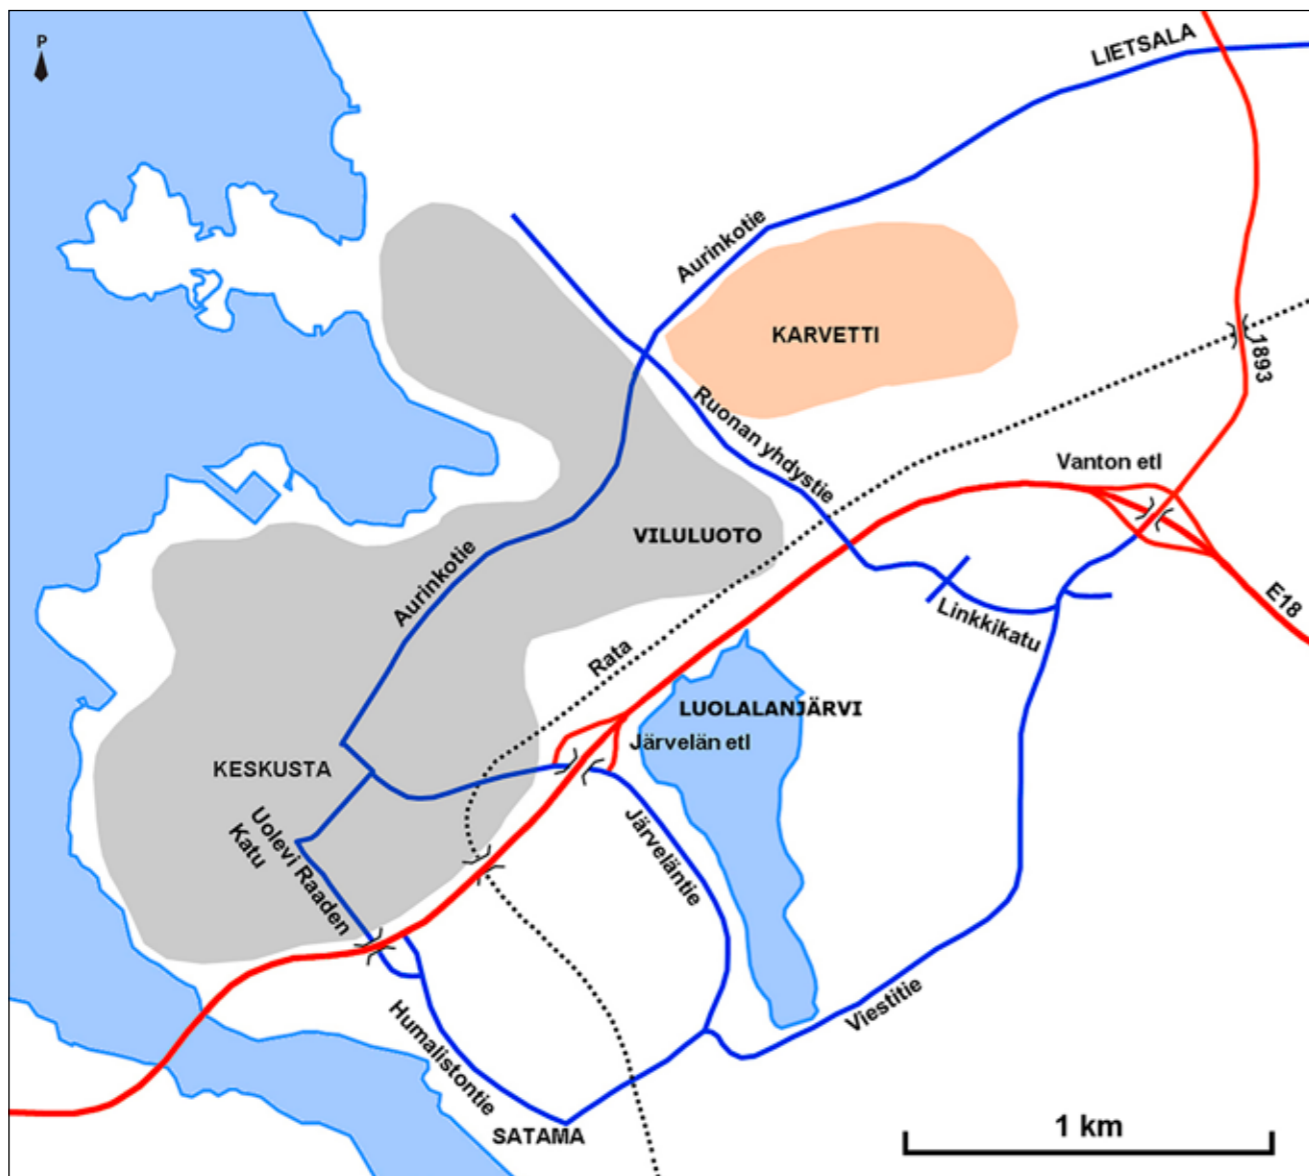 P
LIETSALA
Aurinkotie
KARVETTI
1893
Ruonan yhdystie
Vanton etl
VILULUOTO
Aurinkotie
E18
Linkkikatu
Rata
LUOLALANJÄRVI
Järvelän etl
KESKUSTA
Uolevi Raaden
Katu
Järveläntie
Viestitie
Humalistontie
SATAMA
1 km